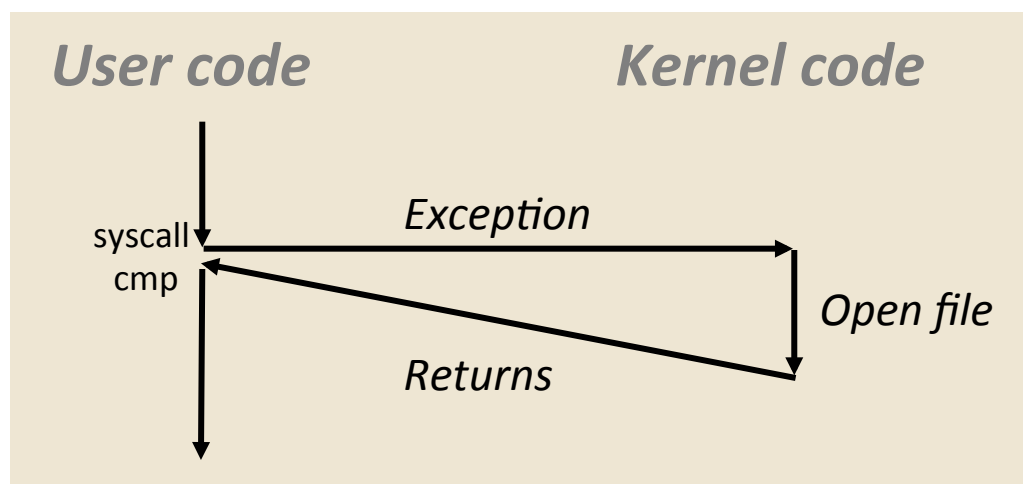 User code
Kernel code
Exception
syscall
cmp
Open file
Returns